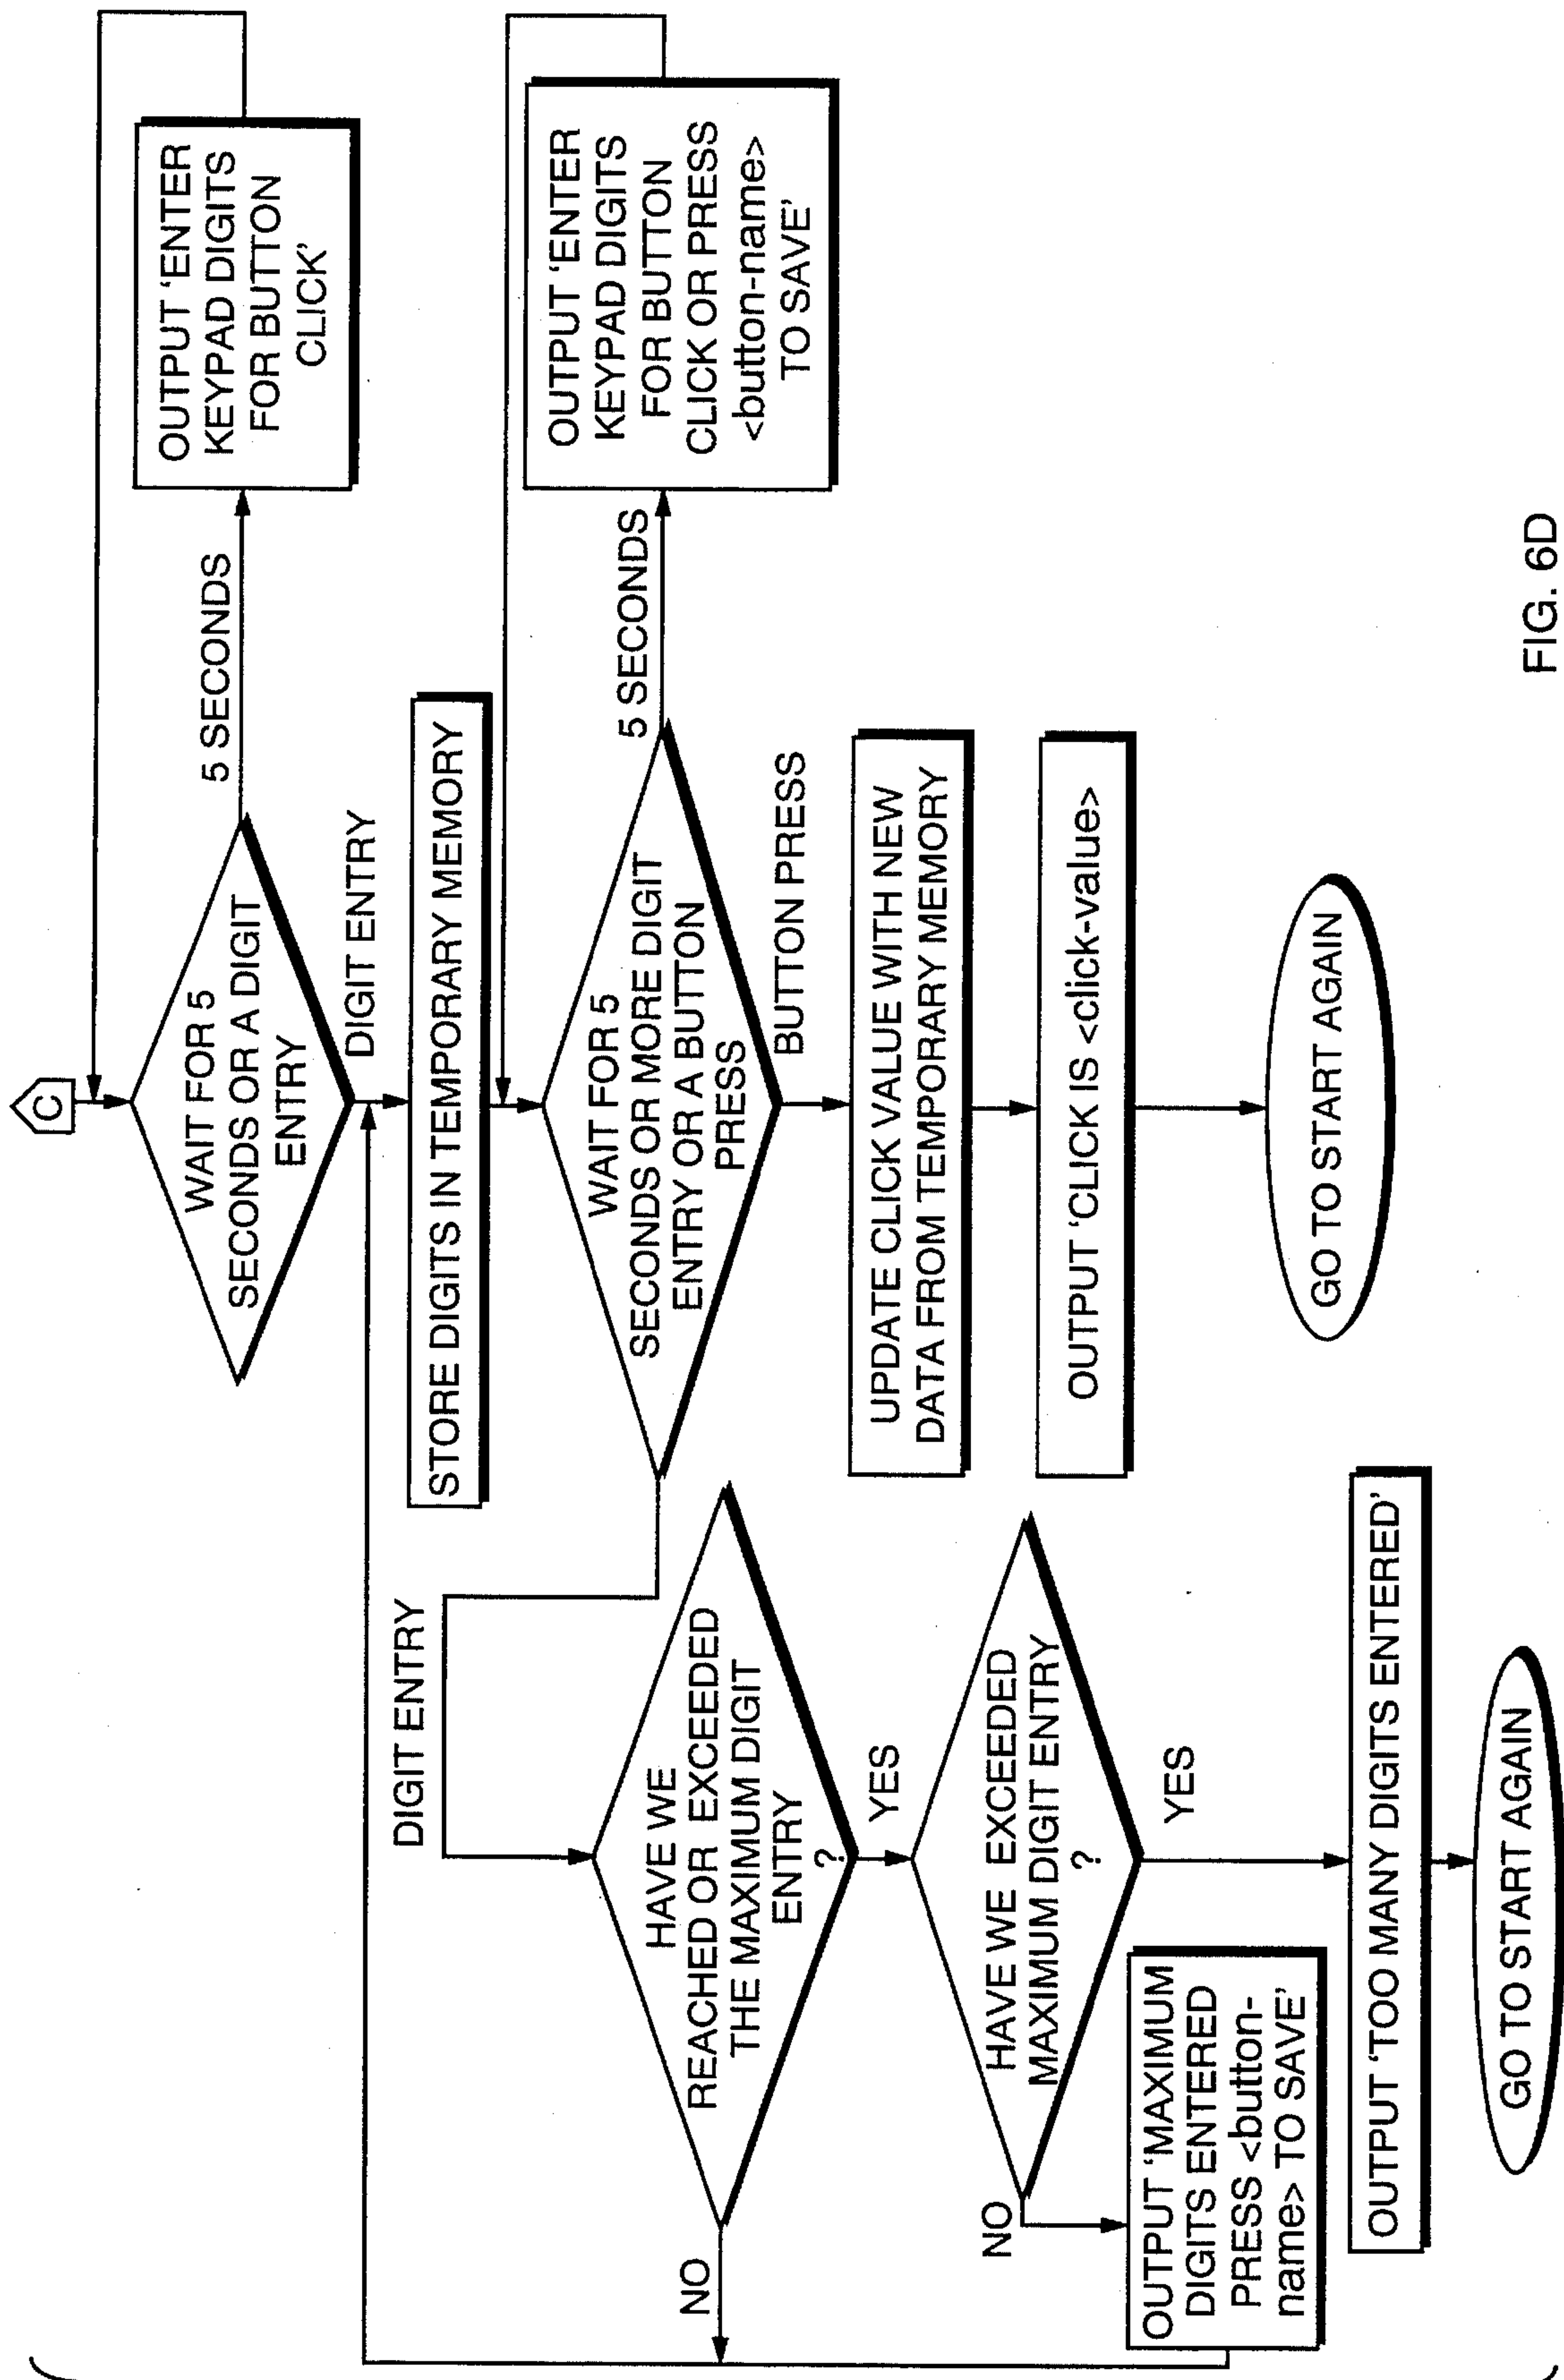 C
WAIT FOR 5
SECONDS OR A DIGIT
ENTRY
5 SECONDS
OUTPUT 'ENTER
KEYPAD DIGITS
FOR BUTTON
CLICK'
DIGIT ENTRY
STORE DIGITS IN TEMPORARY MEMORY
WAIT FOR 5
SECONDS OR MORE DIGIT
ENTRY OR A BUTTON
PRESS
5 SECONDS
OUTPUT 'ENTER
KEYPAD DIGITS
FOR BUTTON
CLICK OR PRESS
<button-name>
TO SAVE'
BUTTON PRESS
UPDATE CLICK VALUE WITH NEW
DATA FROM TEMPORARY MEMORY
OUTPUT 'CLICK IS <click-value>
GO TO START AGAIN
DIGIT ENTRY
HAVE WE
REACHED OR EXCEEDED
THE MAXIMUM DIGIT
ENTRY
?
NO
YES
HAVE WE EXCEEDED
MAXIMUM DIGIT ENTRY
?
NO
YES
OUTPUT 'MAXIMUM
DIGITS ENTERED
PRESS <button-
name> TO SAVE'
OUTPUT 'TOO MANY DIGITS ENTERED'
GO TO START AGAIN
FIG. 6D